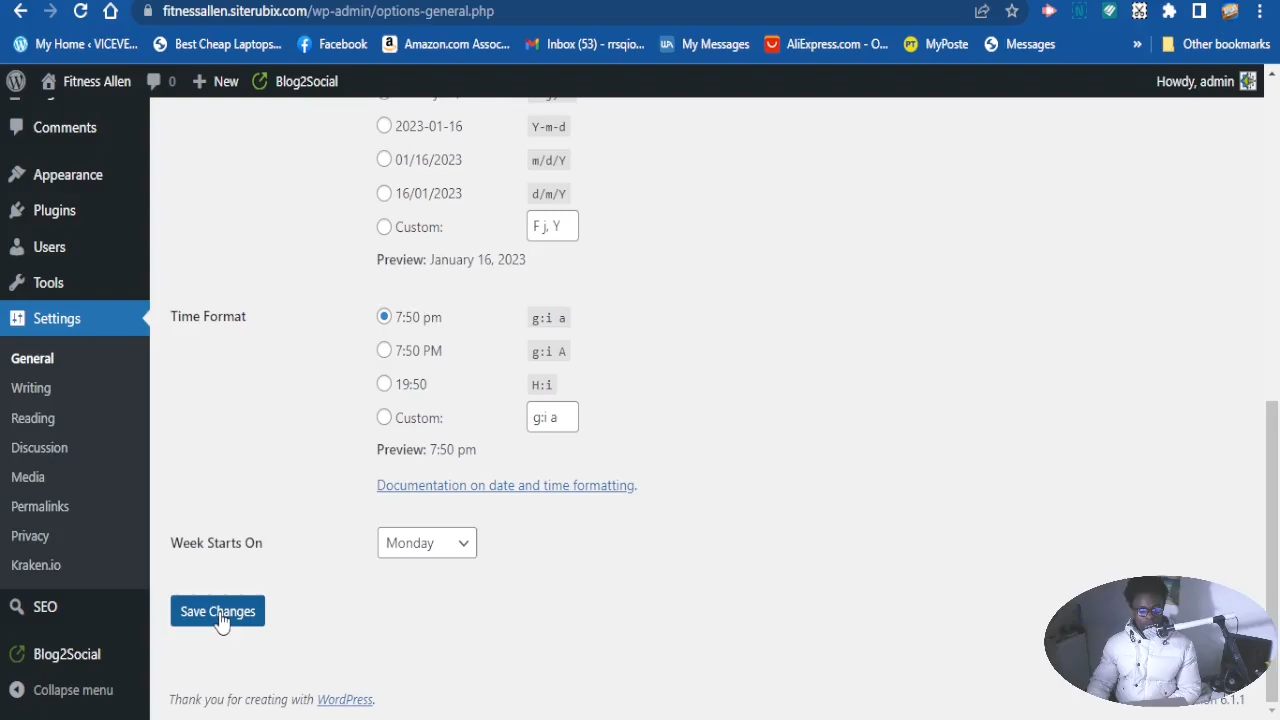 fitnessallen.siterubix.com/wp-admin/options-general.php
My Home ‹ VICEVE... Best Cheap Laptops... Facebook Amazon.com Assoc... Inbox (53) - rrsqio... WA My Messages AliExpress.com - O... PT MyPoste Messages » Other bookmarks
Fitness Allen 0 New Blog2Social Howdy, admin
Comments
Appearance
Plugins
Users
Tools
Settings
General
Writing
Reading
Discussion
Media
Permalinks
Privacy
Kraken.io
SEO
Blog2Social
Collapse menu
2023-01-16 Y-m-d
01/16/2023 m/d/Y
16/01/2023 d/m/Y
Custom: F j, Y
Preview: January 16, 2023
Time Format 7:50 pm g:i a
7:50 PM g:i A
19:50 H:i
Custom: g:i a
Preview: 7:50 pm
Documentation on date and time formatting.
Week Starts On Monday
Save Changes
Thank you for creating with WordPress. 6.1.1